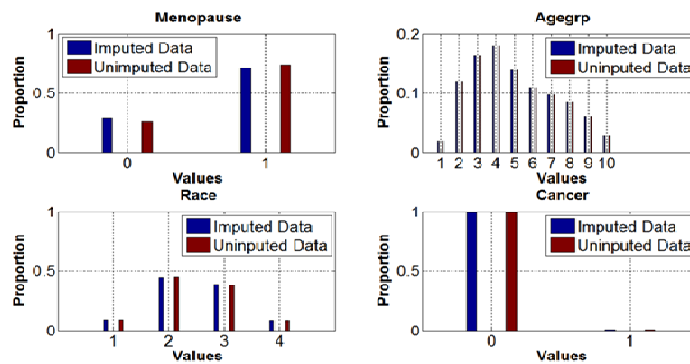 Menopause
1
0.5
0
Proportion
Imputed Data
Unimputed Data
0 1
Values
Agegrp
0.2
0.1
0
Proportion
Imputed Data
Uninputed Data
1 2 3 4 5 6 7 8 9 10
Values
Race
1
0.5
0
Proportion
Imputed Data
Uninputed Data
1 2 3 4
Values
Cancer
1
0.5
0
Proportion
Imputed Data
Uninputed Data
0 1
Values